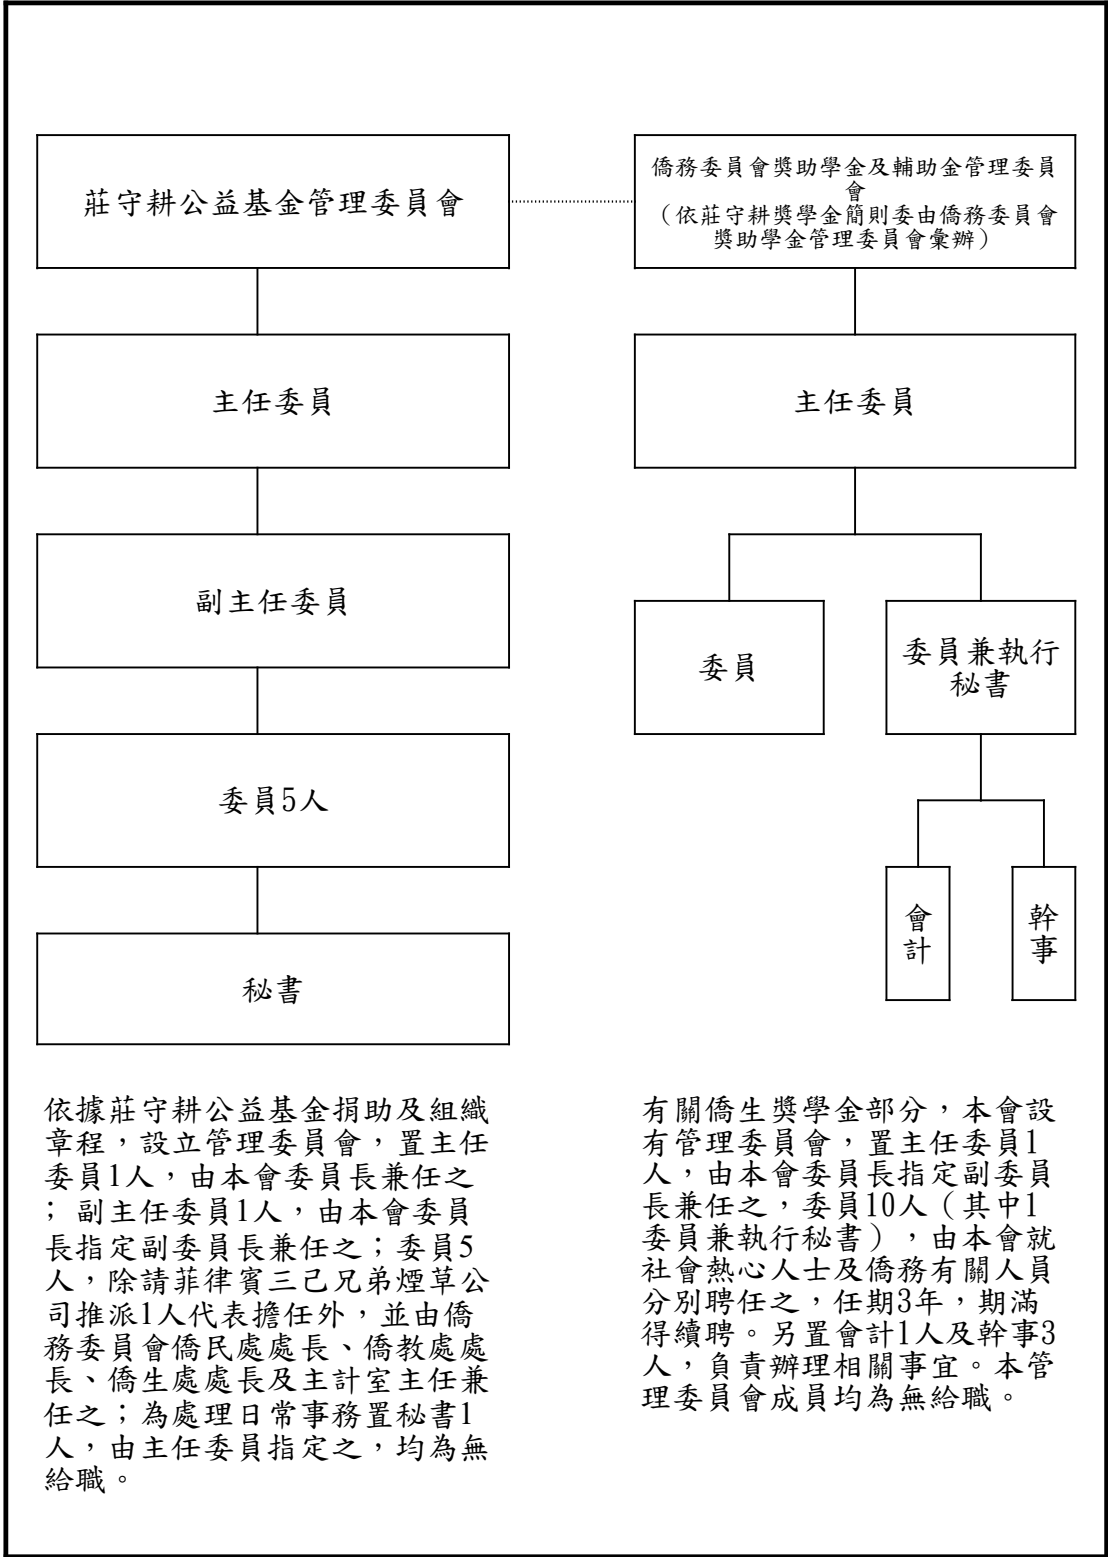 莊守耕公益基金管理委員會
僑務委員會獎助學金及輔助金管理委員
會
（依莊守耕獎學金簡則委由僑務委員會
獎助學金管理委員會彙辦）
主任委員
主任委員
副主任委員
委員
委員兼執行
秘書
委員5人
會
計
幹
事
秘書
依據莊守耕公益基金捐助及組織
章程，設立管理委員會，置主任
委員1人，由本會委員長兼任之
；副主任委員1人，由本會委員
長指定副委員長兼任之；委員5
人，除請菲律賓三己兄弟煙草公
司推派1人代表擔任外，並由僑
務委員會僑民處處長、僑教處處
長、僑生處處長及主計室主任兼
任之；為處理日常事務置秘書1
人，由主任委員指定之，均為無
給職。
有關僑生獎學金部分，本會設
有管理委員會，置主任委員1
人，由本會委員長指定副委員
長兼任之，委員10人（其中1
委員兼執行秘書），由本會就
社會熱心人士及僑務有關人員
分別聘任之，任期3年，期滿
得續聘。另置會計1人及幹事3
人，負責辦理相關事宜。本管
理委員會成員均為無給職。